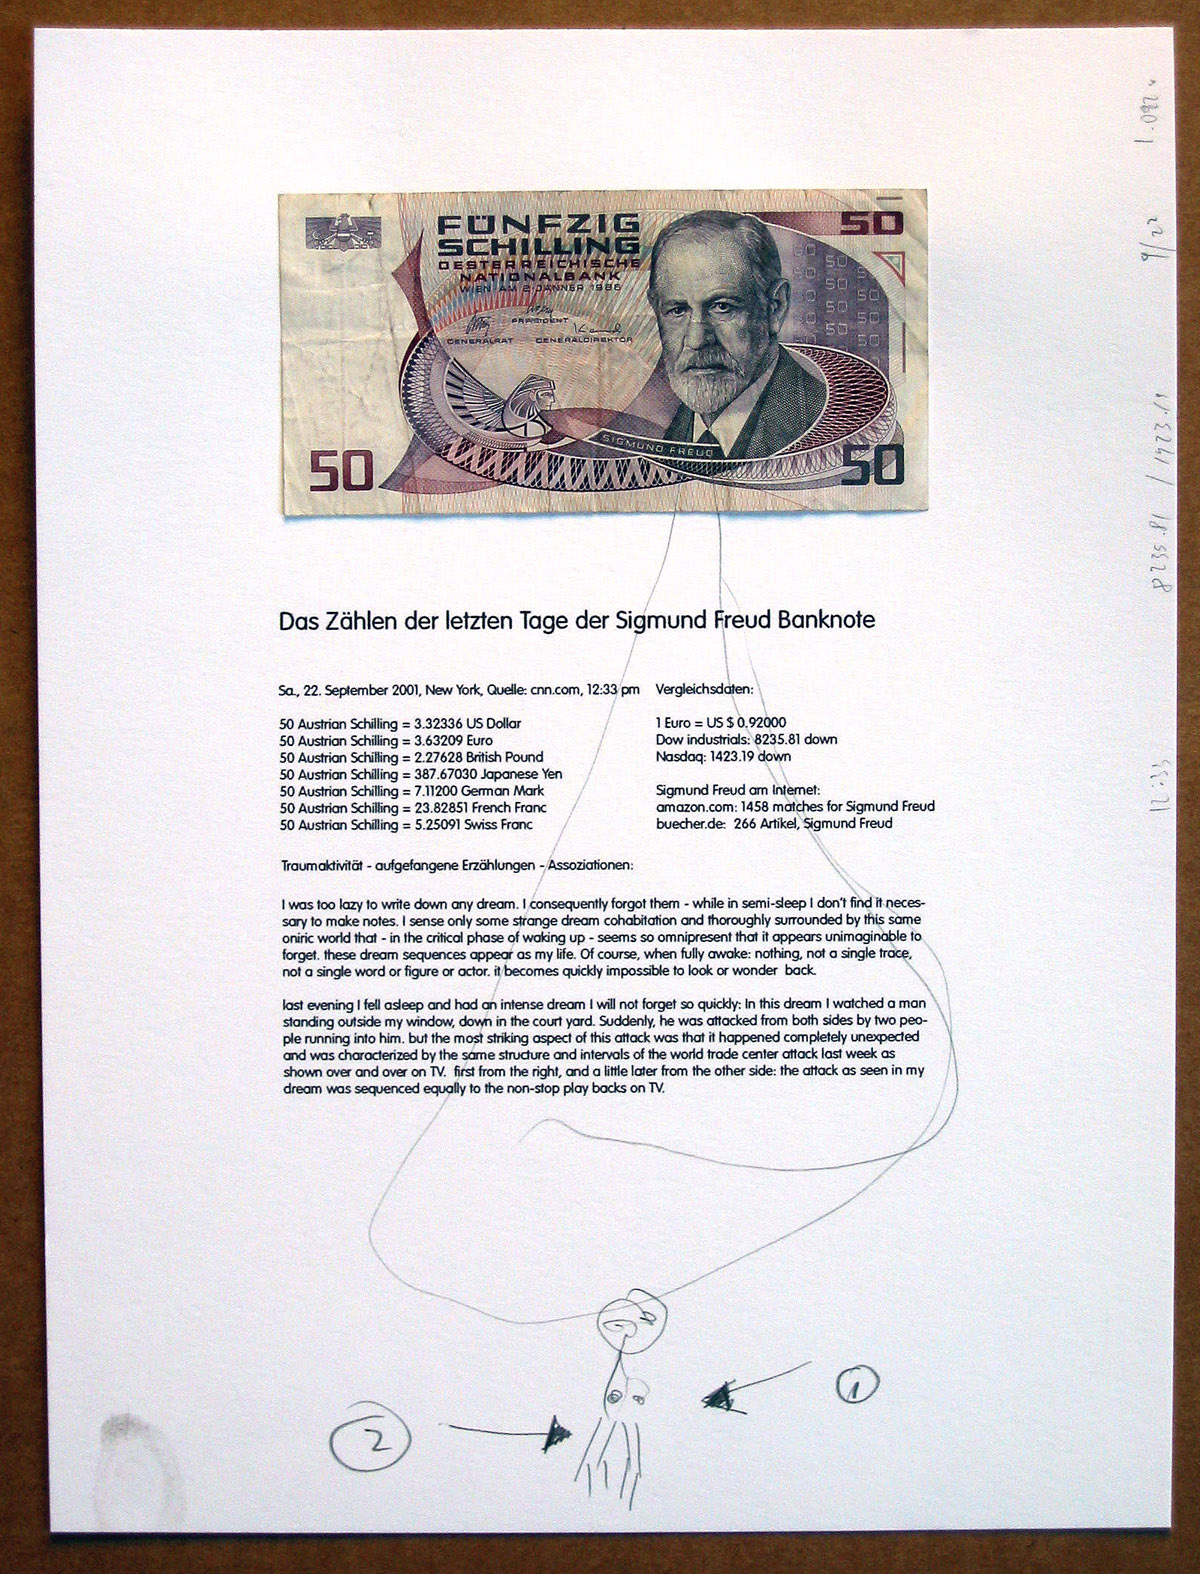 FÜNFZIG
SCHILLING
OESTERREICHISCHE
NATIONALBANK
WIEN AM 2. JÄNNER 1986
PRÄSIDENT
GENERALRAT GENERALDIREKTOR
50
SIGMUND FREUD
50
50
Das Zählen der letzten Tage der Sigmund Freud Banknote
Sa., 22. September 2001, New York, Quelle: cnn.com, 12:33 pm
50 Austrian Schilling = 3.32336 US Dollar
50 Austrian Schilling = 3.63209 Euro
50 Austrian Schilling = 2.27628 British Pound
50 Austrian Schilling = 387.67030 Japanese Yen
50 Austrian Schilling = 7.11200 German Mark
50 Austrian Schilling = 23.82851 French Franc
50 Austrian Schilling = 5.25091 Swiss Franc
Vergleichsdaten:
1 Euro = US $ 0.92000
Dow industrials: 8235.81 down
Nasdaq: 1423.19 down
Sigmund Freud am Internet:
amazon.com: 1458 matches for Sigmund Freud
buecher.de: 266 Artikel, Sigmund Freud
Traumaktivität - aufgefangene Erzählungen - Assoziationen:
I was too lazy to write down any dream. I consequently forgot them - while in semi-sleep I don't find it neces-
sary to make notes. I sense only some strange dream cohabitation and thoroughly surrounded by this same
oniric world that - in the critical phase of waking up - seems so omnipresent that it appears unimaginable to
forget. these dream sequences appear as my life. Of course, when fully awake: nothing, not a single trace,
not a single word or figure or actor. it becomes quickly impossible to look or wonder back.
last evening I fell asleep and had an intense dream I will not forget so quickly: In this dream I watched a man
standing outside my window, down in the court yard. Suddenly, he was attacked from both sides by two peo-
ple running into him. but the most striking aspect of this attack was that it happened completely unexpected
and was characterized by the same structure and intervals of the world trade center attack last week as
shown over and over on TV. first from the right, and a little later from the other side: the attack as seen in my
dream was sequenced equally to the non-stop play backs on TV.
1
2
12:33 8235.81 / 1423.19 9/22